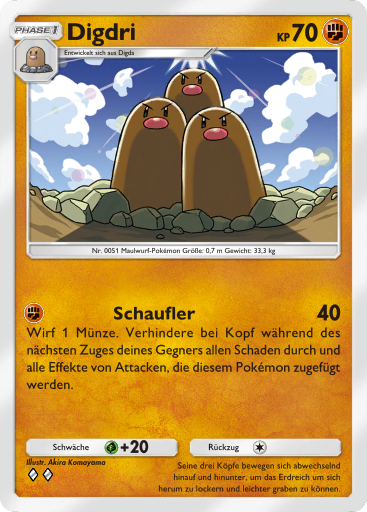 PHASE 1
Digdri
KP 70
Entwickelt sich aus Digda
Nr. 0051 Maulwurf-Pokémon Größe: 0,7 m Gewicht: 33,3 kg
Schaufler 40
Wirf 1 Münze. Verhindere bei Kopf während des
nächsten Zuges deines Gegners allen Schaden durch und
alle Effekte von Attacken, die diesem Pokémon zugefügt
werden.
Schwäche +20 Rückzug
Illustr. Akira Komayama
Seine drei Köpfe bewegen sich abwechselnd
hinauf und hinunter, um das Erdreich um sich
herum zu lockern und leichter graben zu können.